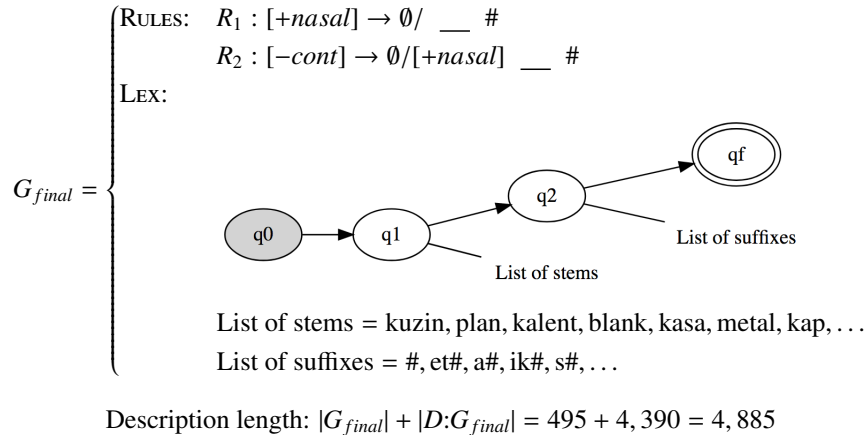 RULES: R₁ : [+nasal] → ∅/ __ #
R₂ : [−cont] → ∅/[+nasal] __ #
LEX:
G_final =
q0 q1 q2 qf
List of suffixes
List of stems
List of stems = kuzin, plan, kalent, blank, kasa, metal, kap, …
List of suffixes = #, et#, a#, ik#, s#, …
Description length: |G_final| + |D:G_final| = 495 + 4, 390 = 4, 885